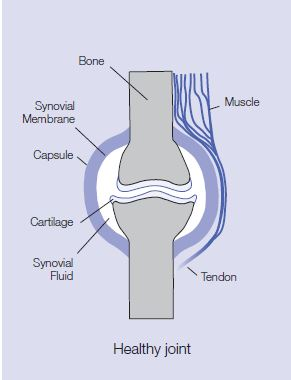 Bone
Muscle
Synovial
Membrane
Capsule
Cartilage
Synovial
Fluid
Tendon
Healthy joint